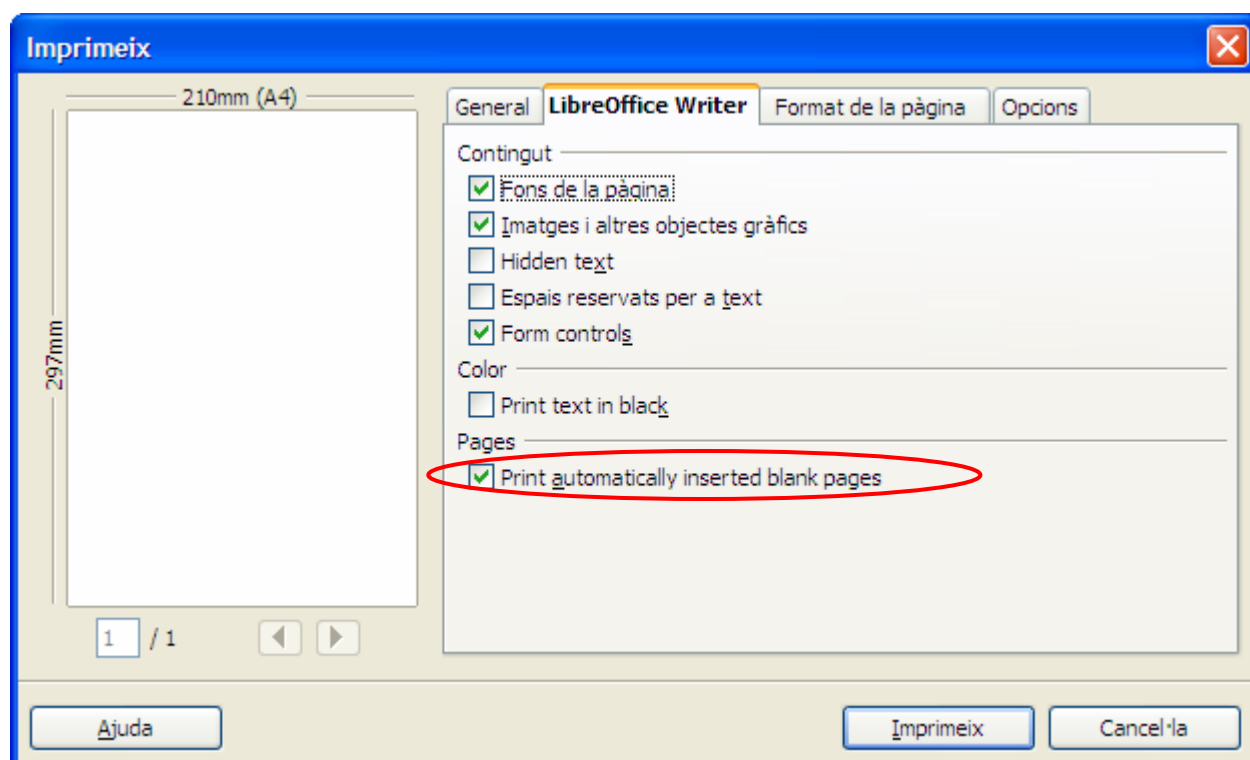 Imprimeix
210mm (A4)
297mm
1 / 1
General LibreOffice Writer Format de la pàgina Opcions
Contingut
Fons de la pàgina
Imatges i altres objectes gràfics
Hidden text
Espais reservats per a text
Form controls
Color
Print text in black
Pages
Print automatically inserted blank pages
Ajuda Imprimeix Cancel·la